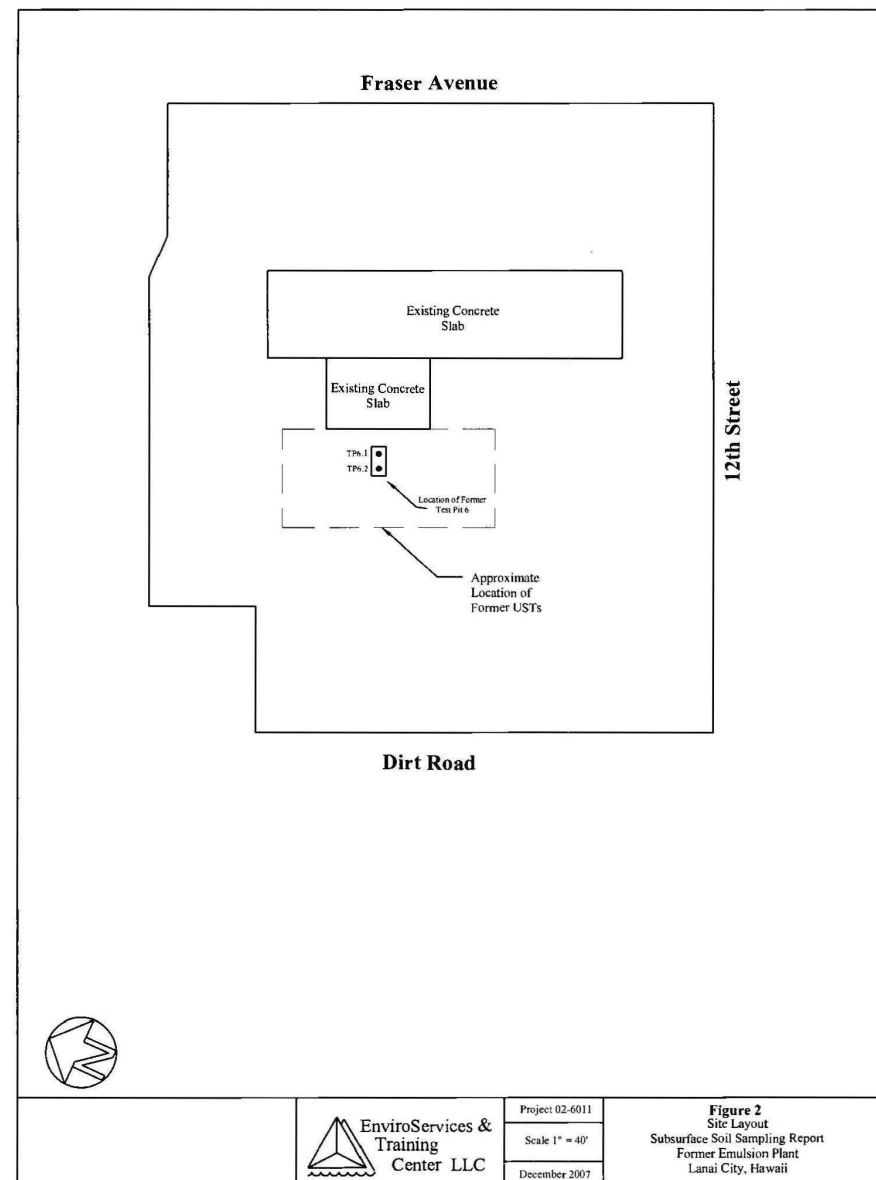 Fraser Avenue
Existing Concrete
Slab
Existing Concrete
Slab
12th Street
TP6.1
TP6.2
Location of Former
Test Pit 6
Approximate
Location of
Former USTs
Dirt Road
EnviroServices &
Training
Center LLC
Project 02-6011
Scale 1" = 40'
December 2007
Figure 2
Site Layout
Subsurface Soil Sampling Report
Former Emulsion Plant
Lanai City, Hawaii